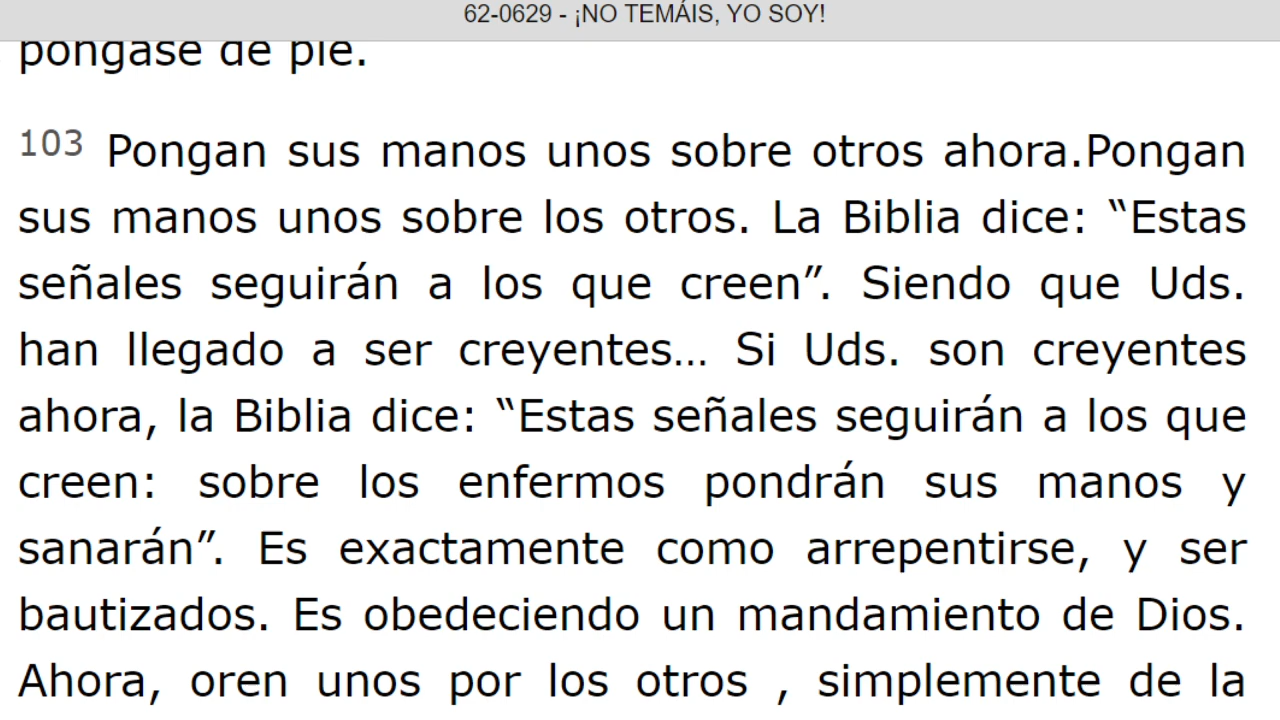 62-0629 - ¡NO TEMÁIS, YO SOY!
póngase de pie.
103 Pongan sus manos unos sobre otros ahora.Pongan
sus manos unos sobre los otros. La Biblia dice: “Estas
señales seguirán a los que creen”. Siendo que Uds.
han llegado a ser creyentes… Si Uds. son creyentes
ahora, la Biblia dice: “Estas señales seguirán a los que
creen: sobre los enfermos pondrán sus manos y
sanarán”. Es exactamente como arrepentirse, y ser
bautizados. Es obedeciendo un mandamiento de Dios.
Ahora, oren unos por los otros , simplemente de la